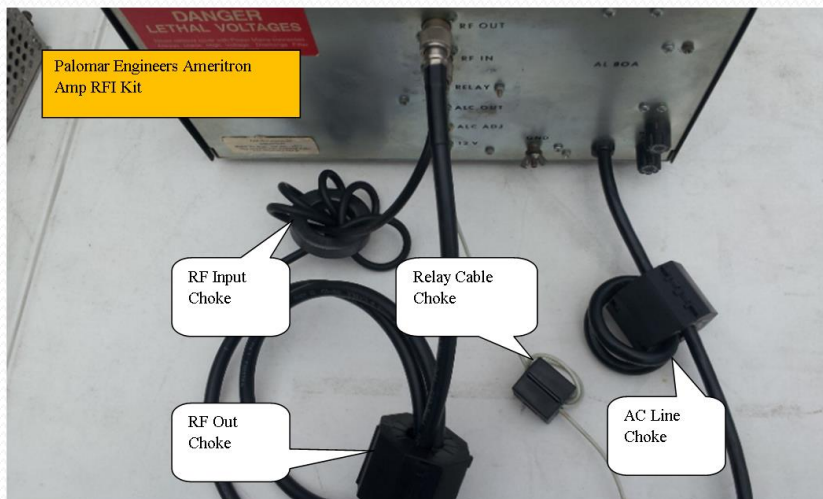 DANGER
LETHAL VOLTAGES
Palomar Engineers Ameritron
Amp RFI Kit
RF OUT
RF IN
RELAY
ALC OUT
ALC ADJ
12V
GND
AL 80A
RF Input
Choke
Relay Cable
Choke
RF Out
Choke
AC Line
Choke